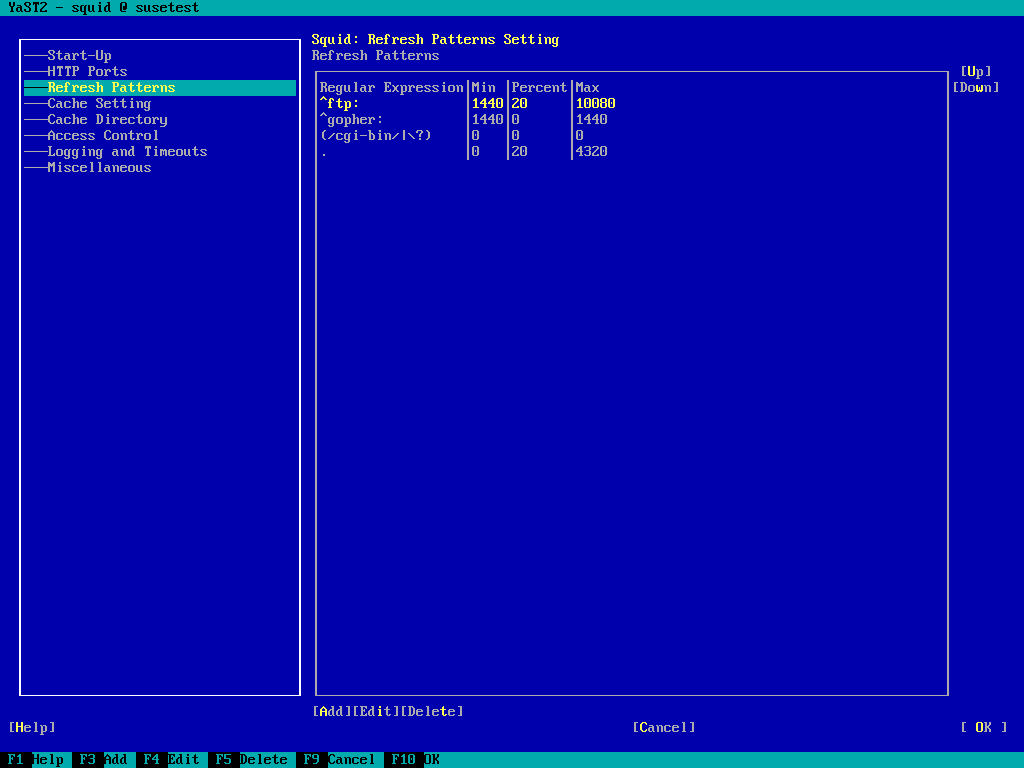 YaST2 - squid @ susetest
Squid: Refresh Patterns Setting
Start-Up
HTTP Ports
Refresh Patterns
Cache Setting
Cache Directory
Access Control
Logging and Timeouts
Miscellaneous
Refresh Patterns
Regular Expression|Min |Percent|Max
^ftp: |1440|20 |10080
^gopher: |1440|0 |1440
(/cgi-bin/|\?) |0 |0 |0
. |0 |20 |4320
[Up]
[Down]
[Add][Edit][Delete]
[Help] [Cancel] [ OK ]
F1 Help F3 Add F4 Edit F5 Delete F9 Cancel F10 OK